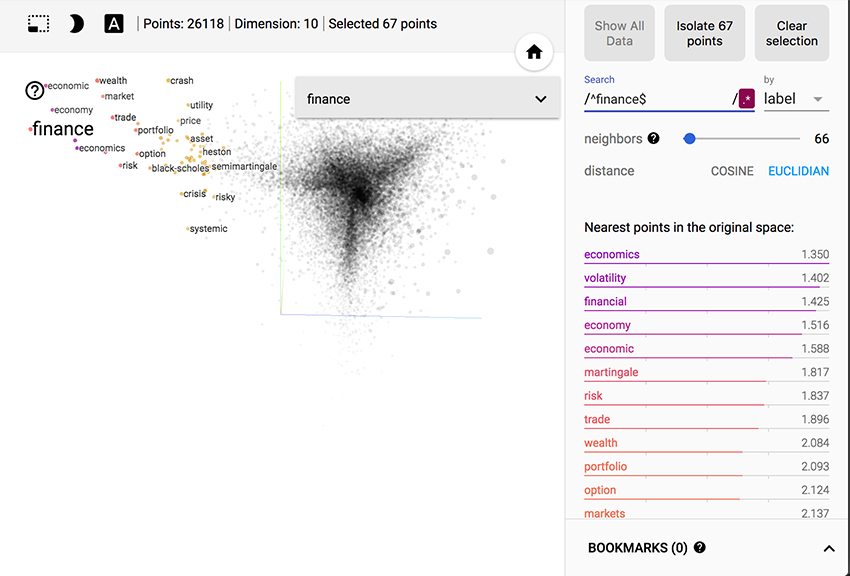 A | Points: 26118 | Dimension: 10 | Selected 67 points
Show All Data
Isolate 67 points
Clear selection
Search
by
/^finance$
/ .*
label
neighbors ?
66
distance
COSINE
EUCLIDIAN
Nearest points in the original space:
economics 1.350
volatility 1.402
financial 1.425
economy 1.516
economic 1.588
martingale 1.817
risk 1.837
trade 1.896
wealth 2.084
portfolio 2.093
option 2.124
markets 2.137
BOOKMARKS (0) ?
finance
?
economic
wealth
crash
market
utility
economy
trade
price
finance
portfolio
asset
economics
option
heston
risk
black-scholes
semimartingale
crisis
risky
systemic